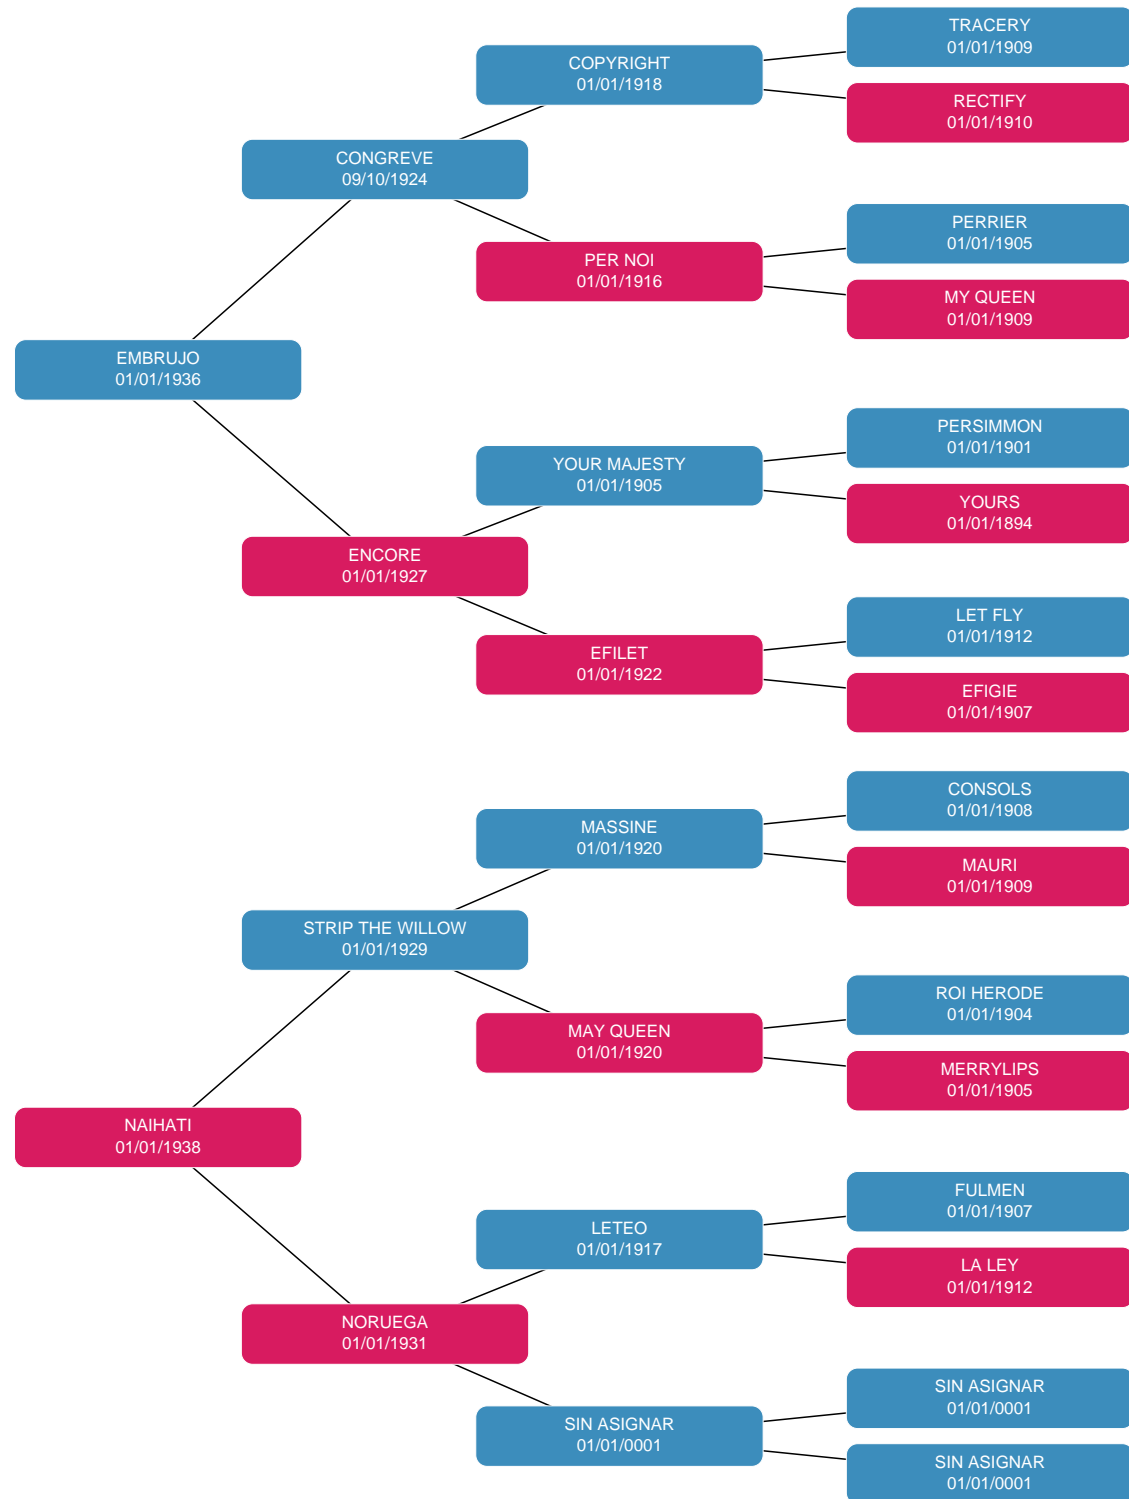 TRACERY
01/01/1909
COPYRIGHT
01/01/1918
RECTIFY
01/01/1910
CONGREVE
09/10/1924
PERRIER
01/01/1905
PER NOI
01/01/1916
MY QUEEN
01/01/1909
EMBRUJO
01/01/1936
PERSIMMON
01/01/1901
YOUR MAJESTY
01/01/1905
YOURS
01/01/1894
ENCORE
01/01/1927
LET FLY
01/01/1912
EFILET
01/01/1922
EFIGIE
01/01/1907
CONSOLS
01/01/1908
MASSINE
01/01/1920
MAURI
01/01/1909
STRIP THE WILLOW
01/01/1929
ROI HERODE
01/01/1904
MAY QUEEN
01/01/1920
MERRYLIPS
01/01/1905
NAIHATI
01/01/1938
FULMEN
01/01/1907
LETEO
01/01/1917
LA LEY
01/01/1912
NORUEGA
01/01/1931
SIN ASIGNAR
01/01/0001
SIN ASIGNAR
01/01/0001
SIN ASIGNAR
01/01/0001